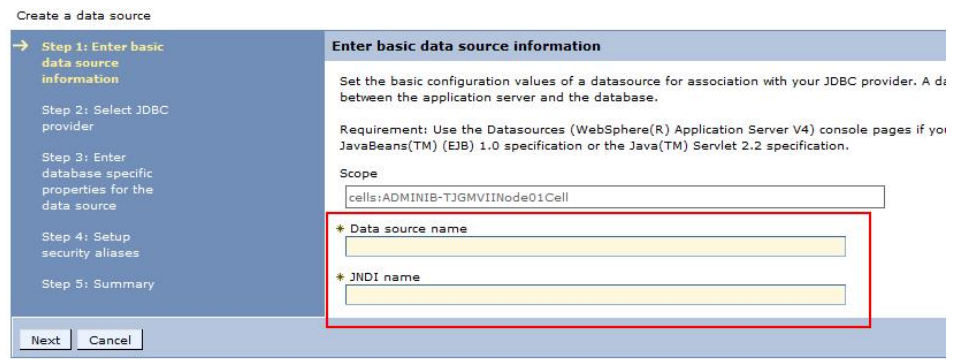 Create a data source
Step 1: Enter basic
data source
information
Step 2: Select JDBC
provider
Step 3: Enter
database specific
properties for the
data source
Step 4: Setup
security aliases
Step 5: Summary
Enter basic data source information
Set the basic configuration values of a datasource for association with your JDBC provider. A
between the application server and the database.
Requirement: Use the Datasources (WebSphere(R) Application Server V4) console pages if
JavaBeans(TM) (EJB) 1.0 specification or the Java(TM) Servlet 2.2 specification.
Scope
cells:ADMINIB-TJGMVIINode01Cell
* Data source name
* JNDI name
Next Cancel